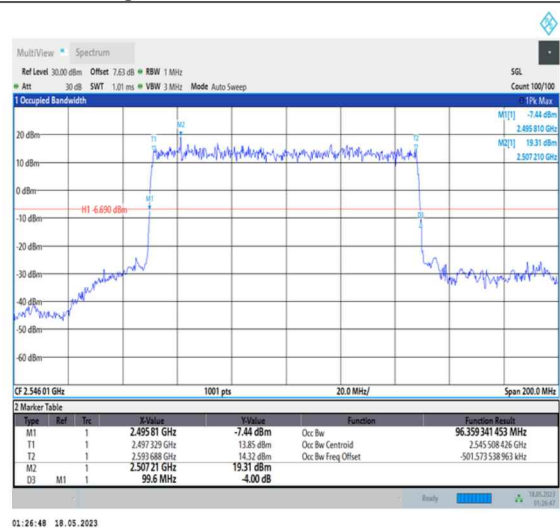 MultiView Spectrum
Ref Level 30.00 dBm Offset 7.63 dB RBW 1 MHz SGL
Att 30 dB SWT 1.01 ms VBW 3 MHz Mode Auto Sweep Count 100/100
1 Occupied Bandwidth 1Pk Max
M1[1] -7.44 dBm
2.495 810 GHz
M2[1] 19.31 dBm
2.507 210 GHz
M2
20 dBm
T1 T2
10 dBm
0 dBm
M1
H1 -6.690 dBm
-10 dBm
D3
-20 dBm
-30 dBm
-40 dBm
-50 dBm
-60 dBm
CF 2.546 01 GHz 1001 pts 20.0 MHz/ Span 200.0 MHz
2 Marker Table
Type Ref Trc X-Value Y-Value Function Function Result
M1 1 2.495 81 GHz -7.44 dBm Occ Bw 96.359 341 453 MHz
T1 1 2.497 329 GHz 13.85 dBm Occ Bw Centroid 2.545 508 426 GHz
T2 1 2.593 688 GHz 14.32 dBm Occ Bw Freq Offset -501.573 538 963 kHz
M2 1 2.507 21 GHz 19.31 dBm
D3 M1 1 99.6 MHz -4.00 dB
Ready 18.05.2023
01:26:47
01:26:48 18.05.2023